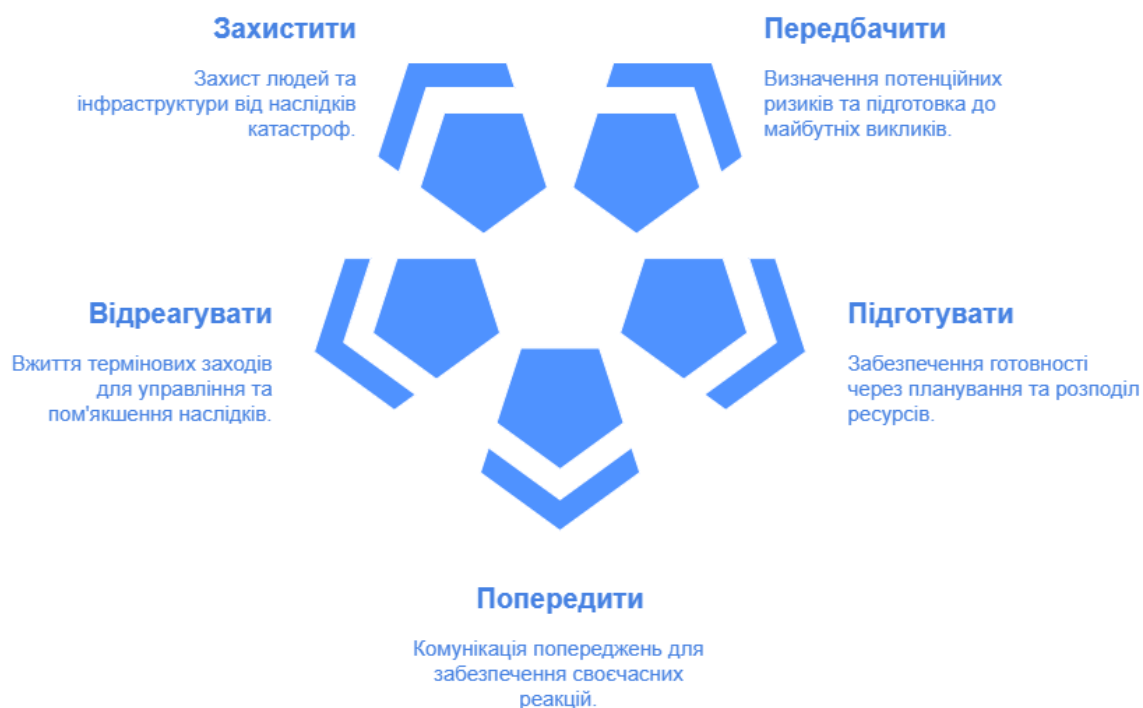 Захистити
Захист людей та
інфраструктури від наслідків
катастроф.
Передбачити
Визначення потенційних
ризиків та підготовка до
майбутніх викликів.
Відреагувати
Вжиття термінових заходів
для управління та
пом'якшення наслідків.
Підготувати
Забезпечення готовності
через планування та розподіл
ресурсів.
Попередити
Комунікація попереджень для
забезпечення своєчасних
реакцій.